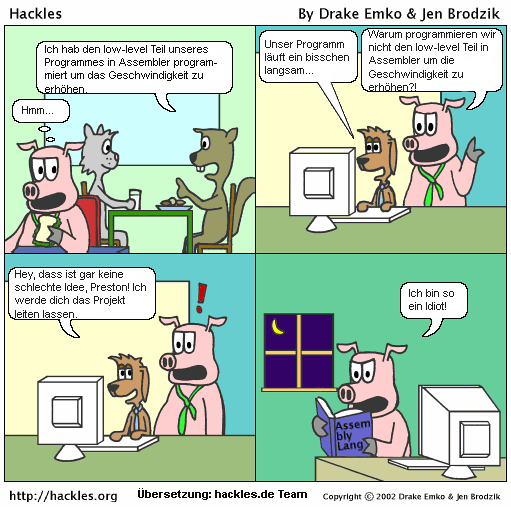 Hackles
By Drake Emko & Jen Brodzik
Ich hab den low-level Teil unseres
Programmes in Assembler program-
miert um das Geschwindigkeit zu
erhöhen.
Hmm...
Unser Programm
läuft ein bisschen
langsam...
Warum programmieren wir
nicht den low-level Teil in
Assembler um die
Geschwindigkeit zu
erhöhen?!
Hey, dass ist gar keine
schlechte Idee, Preston! Ich
werde dich das Projekt
leiten lassen.
!
Ich bin so
ein Idiot!
Assem
bly
Lang
http://hackles.org
Übersetzung: hackles.de Team
Copyright © 2002 Drake Emko & Jen Brodzik